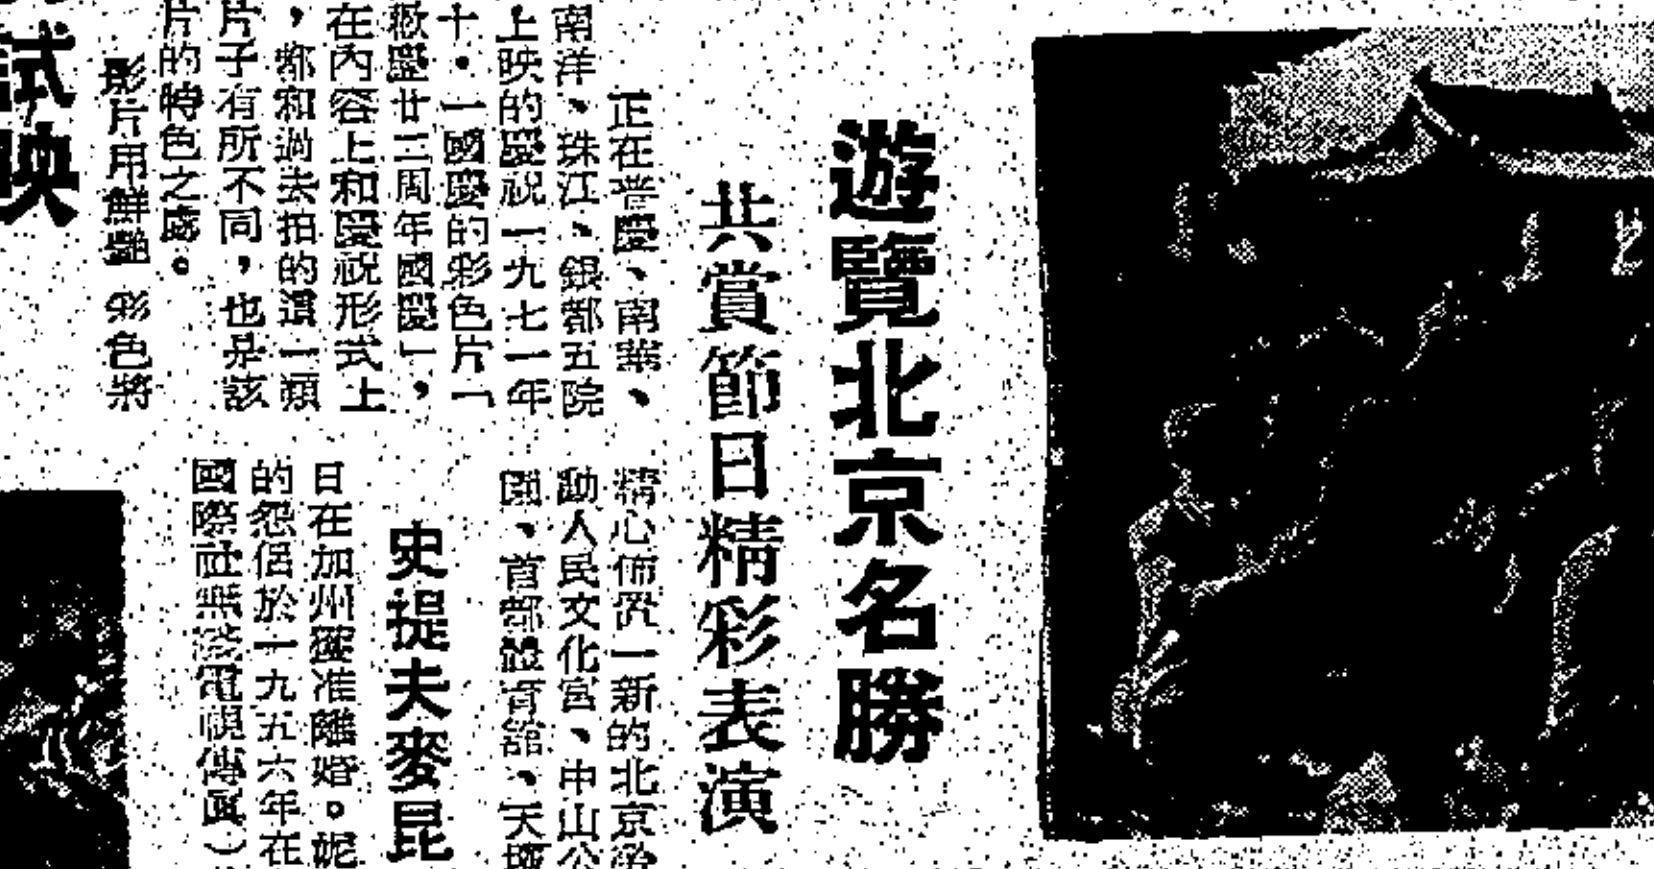 遊覽北京名勝
共賞節日精彩表演
正在普慶、南華、
南洋、珠江、銀都五院
上映的慶祝一九七一年
十・一國慶的彩色片「
歡慶廿二周年國慶」，
在內容上和慶祝形式上
，都和過去拍的這一類
片子有所不同，也是該
片的特色之處。
影片用鮮艷彩色將
精心佈置一新的北京
動人民文化宮、中山公
園、首都體育館、天壇
史提夫麥昆
日在加州獲准離婚。妮
的怨侶於一九五六年在
國際社無綫電視傳眞）
試映